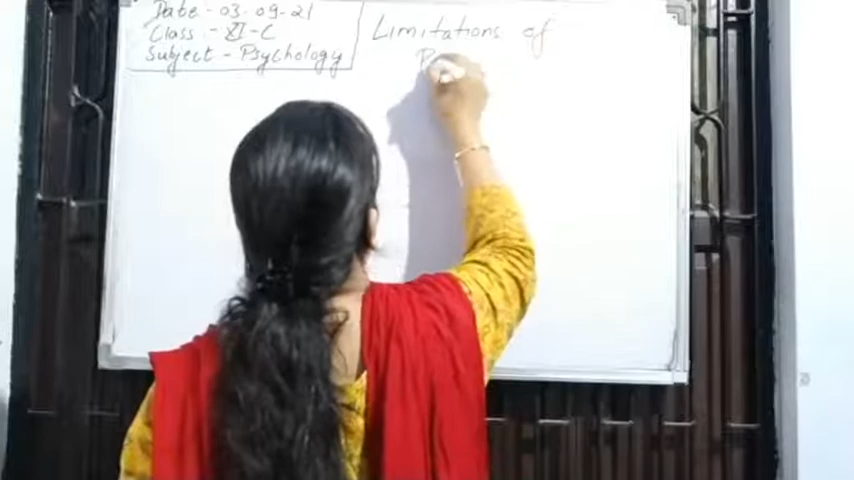 Date - 03-09-21
Class - XI-C
Subject - Psychology
Limitations of